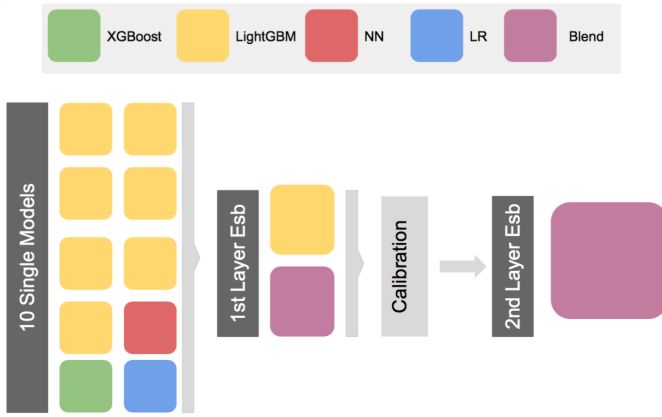 XGBoost
LightGBM
NN
LR
Blend
10 Single Models
1st Layer Esb
Calibration
2nd Layer Esb